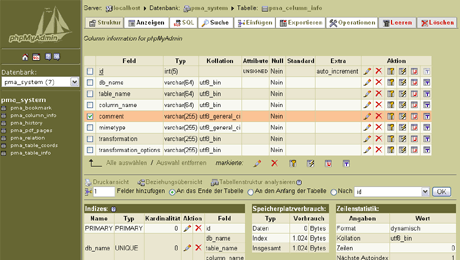 phpMyAdmin
Datenbank:
pma_system (7)
pma_system
pma_bookmark
pma_column_info
pma_history
pma_pdf_pages
pma_relation
pma_table_coords
pma_table_info
Server: localhost ▸ Datenbank: pma_system ▸ Tabelle: pma_column_info
Struktur Anzeigen SQL Suche Einfügen Exportieren Operationen Leeren Löschen
Column information for phpMyAdmin
Feld Typ Kollation Attribute Null Standard Extra Aktion
id int(5) UNSIGNED Nein auto_increment
db_name varchar(64) utf8_bin Nein
table_name varchar(64) utf8_bin Nein
column_name varchar(64) utf8_bin Nein
comment varchar(255) utf8_general_ci Nein
mimetype varchar(255) utf8_general_ci Nein
transformation varchar(255) utf8_bin Nein
transformation_options varchar(255) utf8_bin Nein
Alle auswählen / Auswahl entfernen markierte:
Druckansicht Beziehungsübersicht Tabellenstruktur analysieren
1 Felder hinzufügen An das Ende der Tabelle An den Anfang der Tabelle Nach id OK
Indizes:
Name Typ Kardinalität Aktion Feld
PRIMARY PRIMARY 0 id
db_name UNIQUE 0 db_name
table_name
column_name
Speicherplatzverbrauch:
Typ Verbrauch
Daten 0 Bytes
Index 1.024 Bytes
Insgesamt 1.024 Bytes
Zeilenstatistik:
Angaben Wert
Format dynamisch
Kollation utf8_bin
Zeilen 0
Nächste Autoindex 1